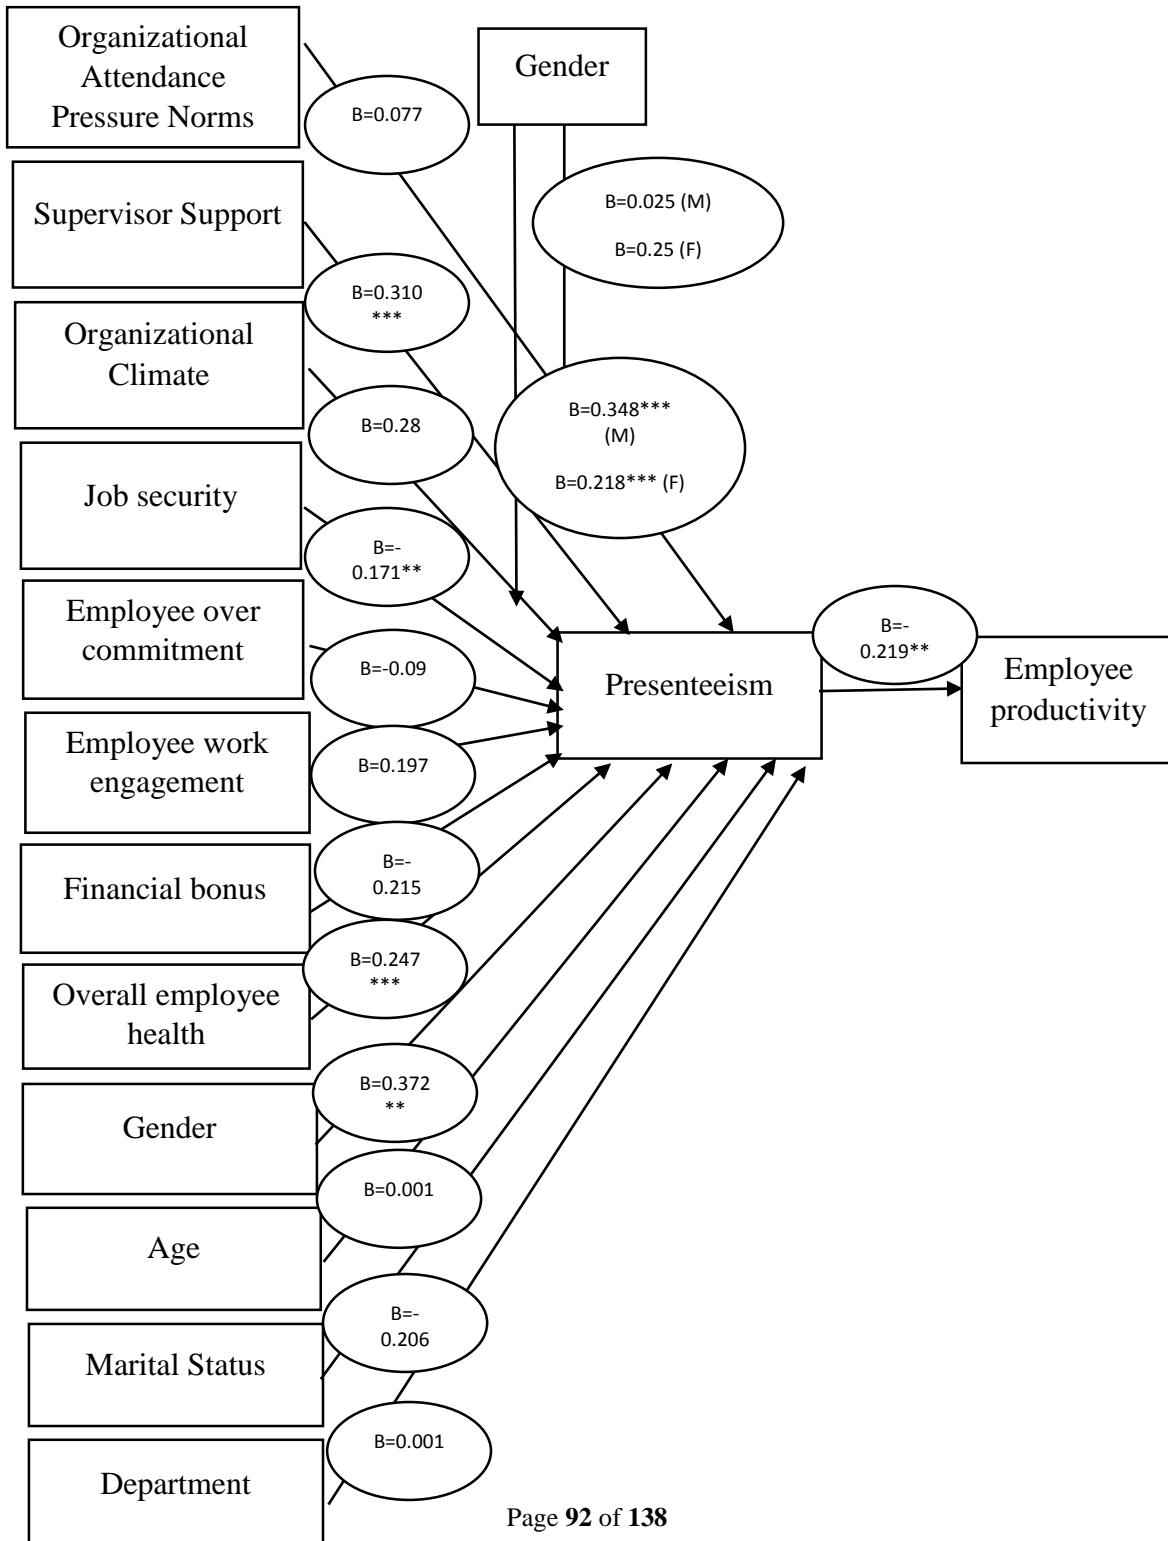 Organizational
Attendance
Pressure Norms
Gender
B=0.077
B=0.025 (M)
B=0.25 (F)
Supervisor Support
B=0.310
***
Organizational
Climate
B=0.28
B=0.348***
(M)
B=0.218*** (F)
Job security
B=-
0.171**
Employee over
commitment
B=-0.09
Presenteeism
B=-
0.219**
Employee
productivity
Employee work
engagement
B=0.197
Financial bonus
B=-
0.215
Overall employee
health
B=0.247
***
Gender
B=0.372
**
Age
B=0.001
Marital Status
B=-
0.206
Department
B=0.001
Page 92 of 138